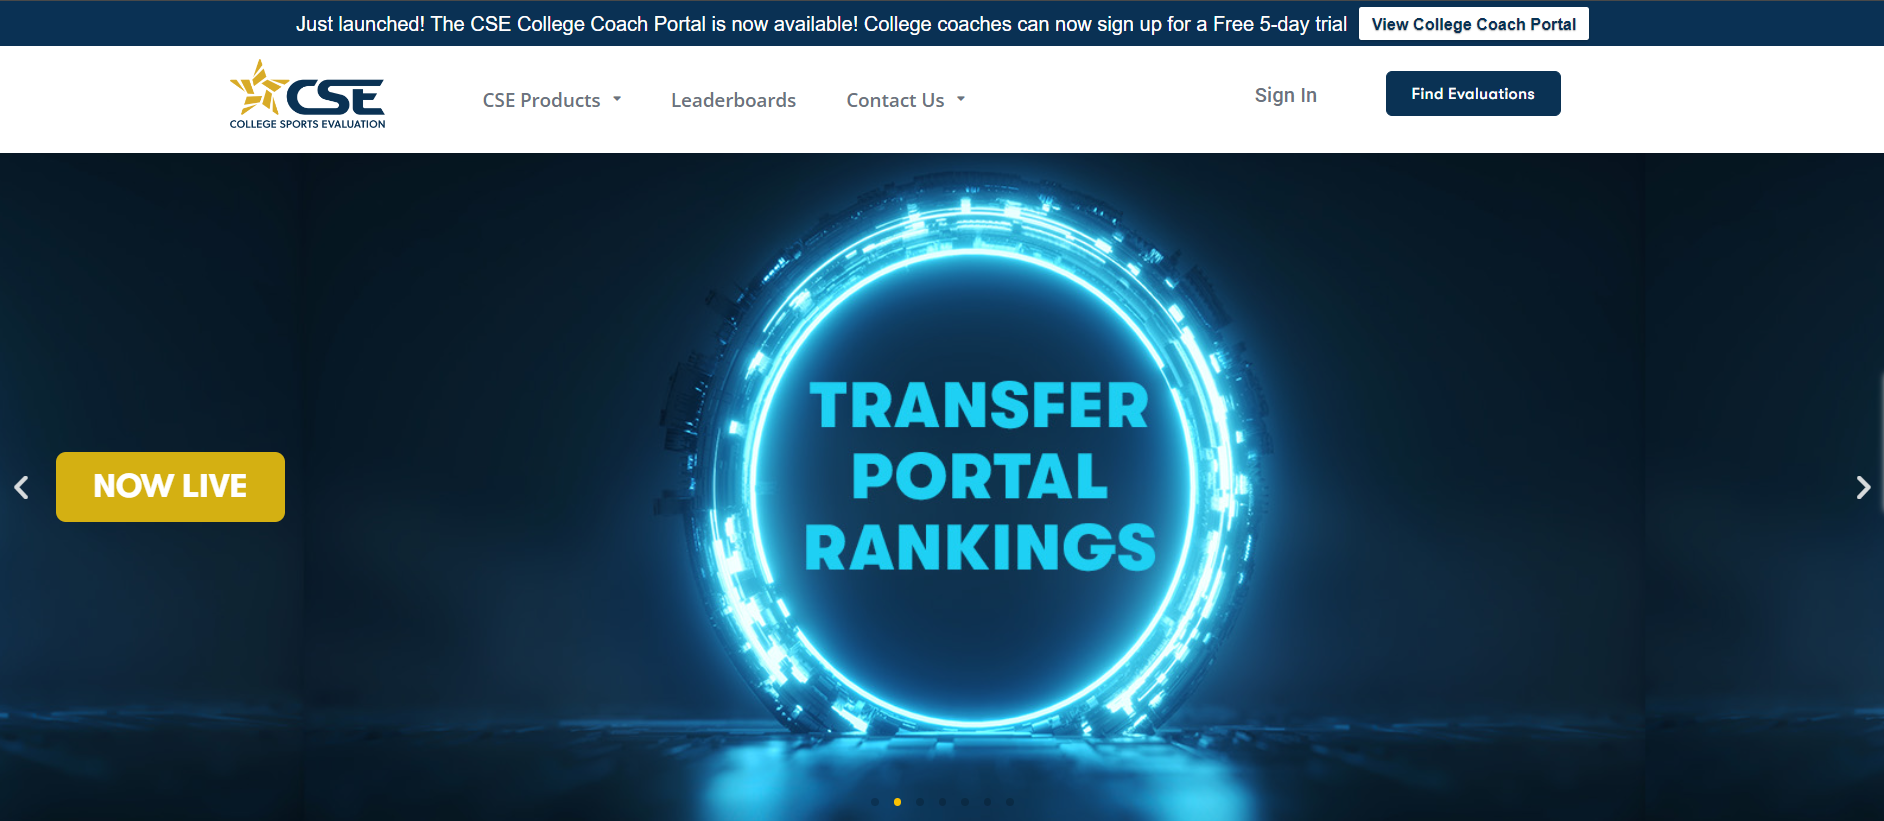 Just launched! The CSE College Coach Portal is now available! College coaches can now sign up for a Free 5-day trial View College Coach Portal
CSE
COLLEGE SPORTS EVALUATION
CSE Products Leaderboards Contact Us Sign In Find Evaluations
TRANSFER
PORTAL
RANKINGS
NOW LIVE